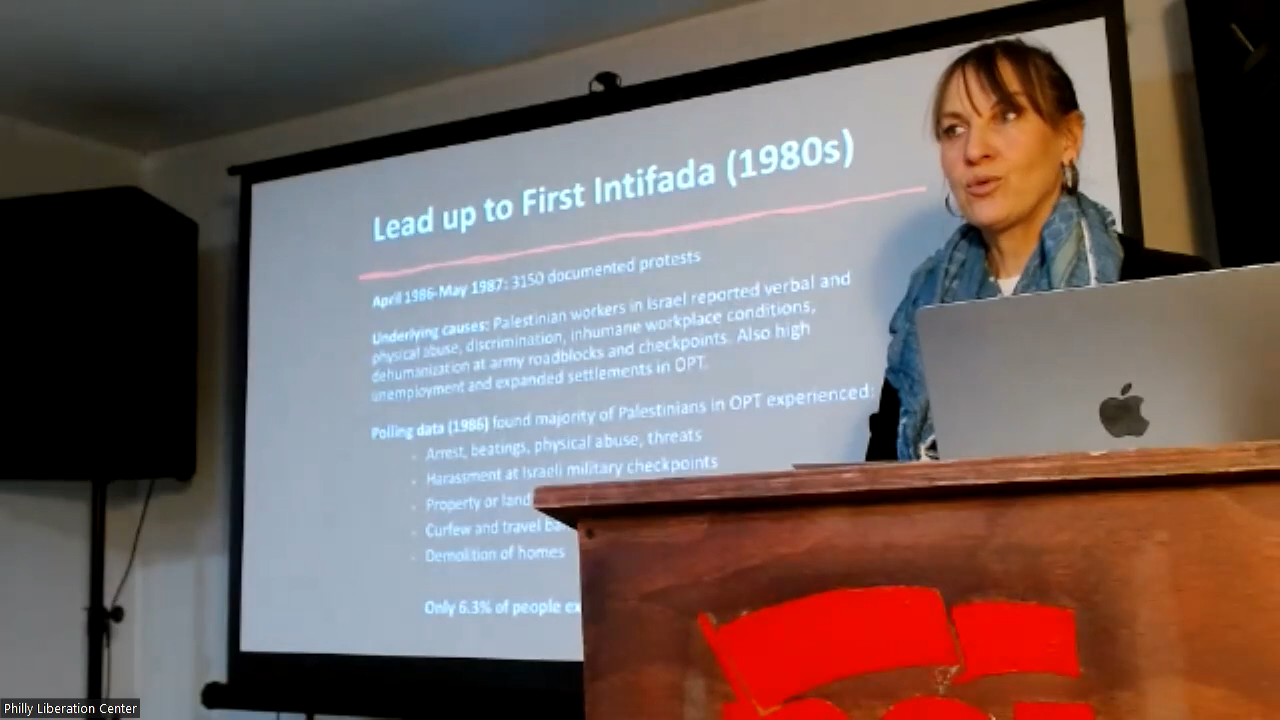 Lead up to First Intifada (1980s)
April 1986-May 1987: 3150 documented protests
Underlying causes: Palestinian workers in Israel reported verbal and
physical abuse, discrimination, inhumane workplace conditions,
dehumanization at army roadblocks and checkpoints. Also high
unemployment and expanded settlements in OPT.
Polling data (1986) found majority of Palestinians in OPT experienced:
Arrest, beatings, physical abuse, threats
Harassment at Israeli military checkpoints
Property or land
Curfew and travel
Demolition of homes
Only 6.3% of people
Philly Liberation Center